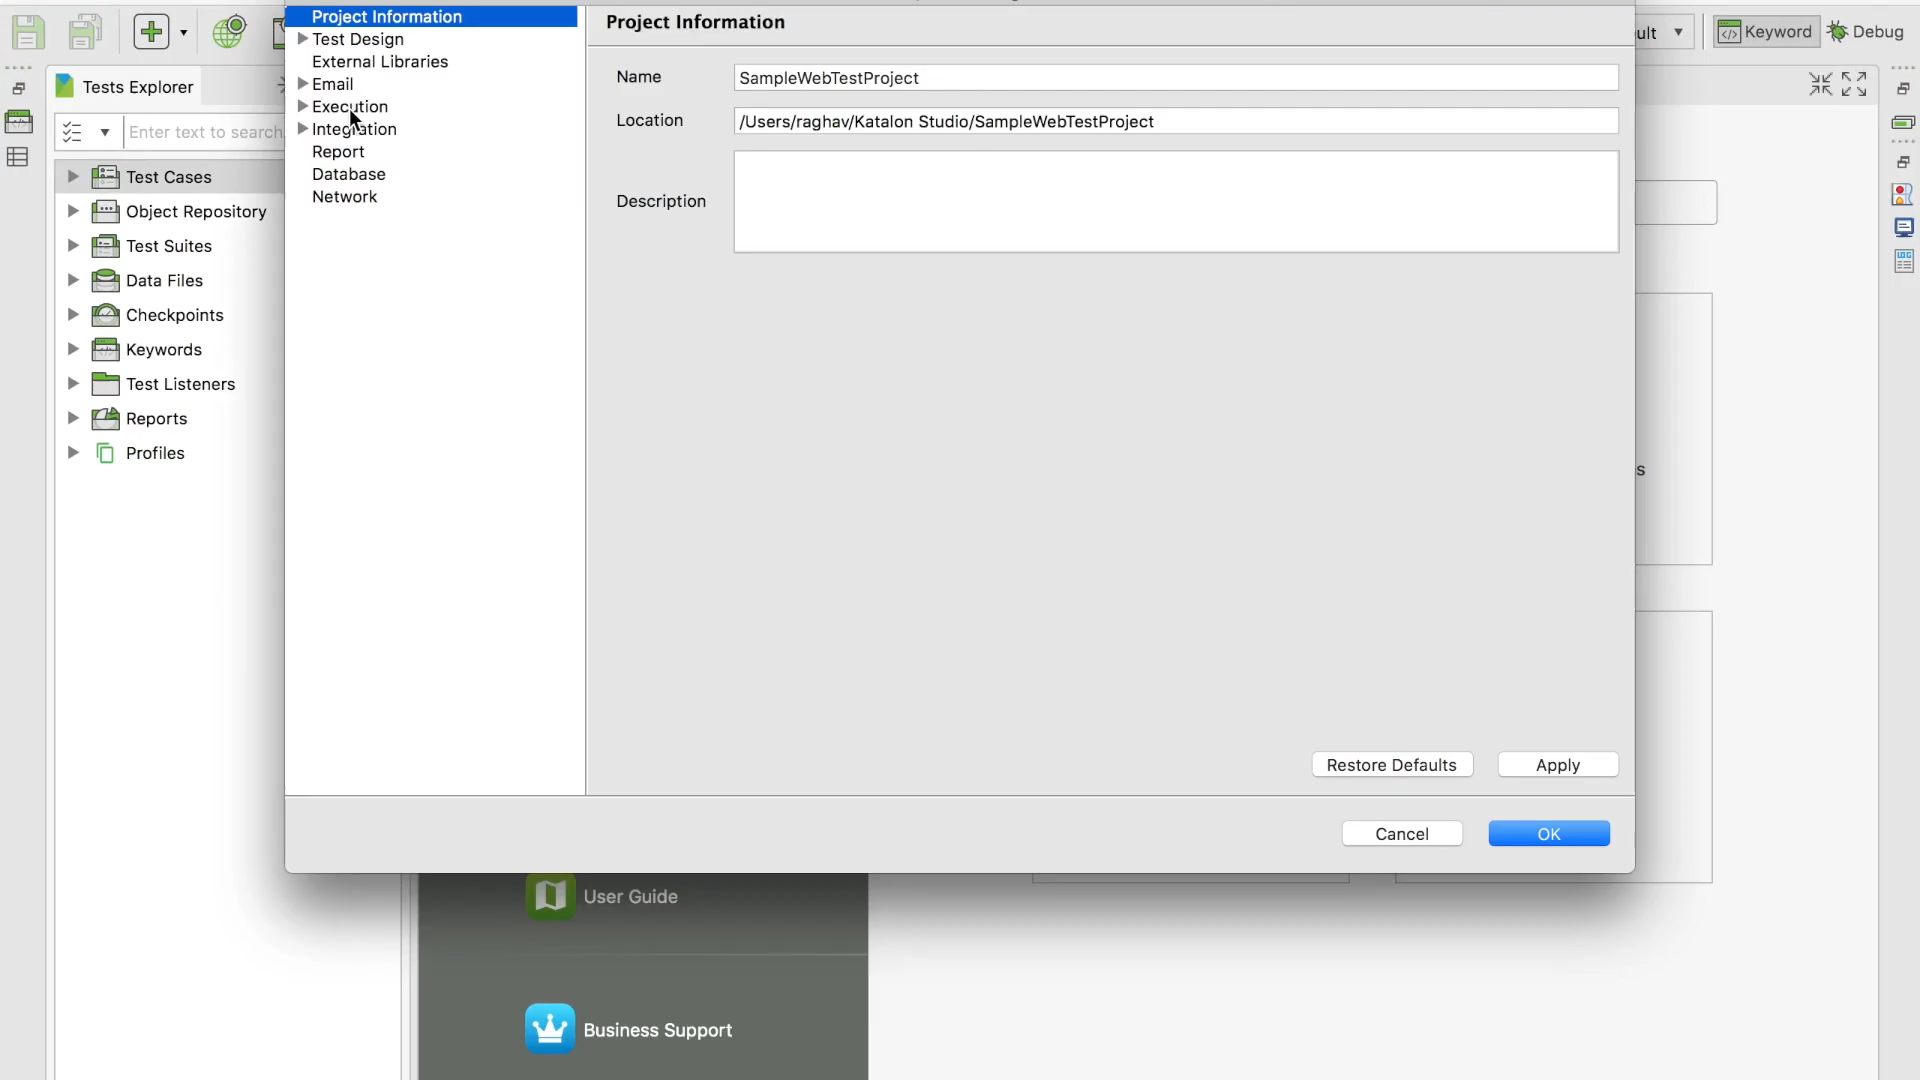 Project Information
Test Design
External Libraries
Email
Execution
Integration
Report
Database
Network
Project Information
Name
SampleWebTestProject
Location
/Users/raghav/Katalon Studio/SampleWebTestProject
Description
Restore Defaults
Apply
Cancel
OK
ult
Keyword
Debug
Tests Explorer
Enter text to search
Test Cases
Object Repository
Test Suites
Data Files
Checkpoints
Keywords
Test Listeners
Reports
Profiles
s
LOG
User Guide
Business Support